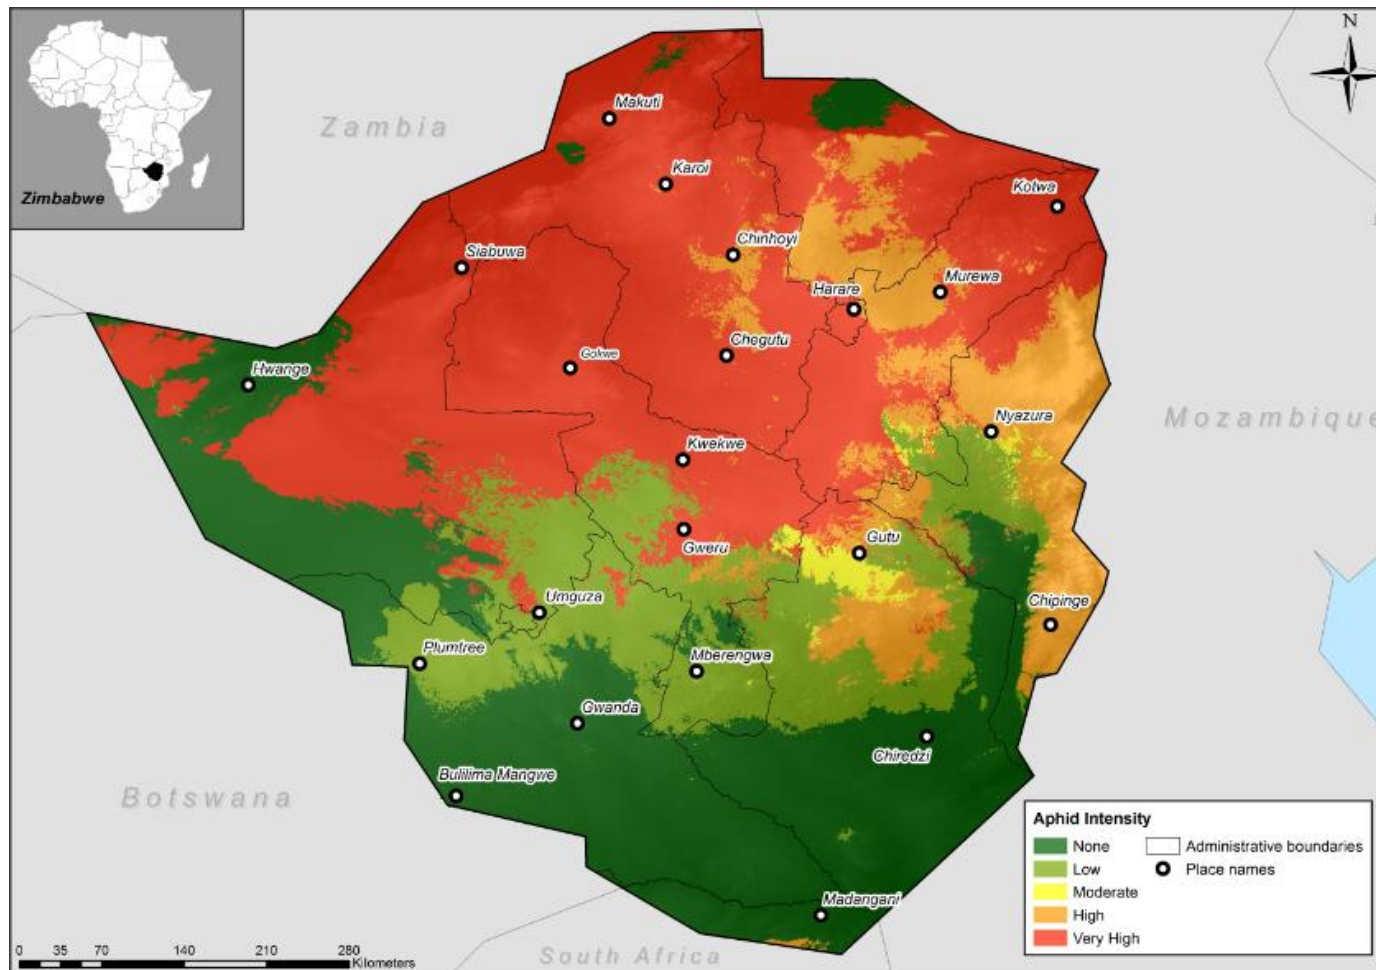 N
Zambia
Zimbabwe
Makuti
Karoi
Kotwa
Siabuwa
Chinhoyi
Murewa
Harare
Gokwe
Chegutu
Hwange
Nyazura
Mozambique
Kwekwe
Gweru
Gutu
Umguza
Chipinge
Plumtree
Mberengwa
Gwanda
Chiredzi
Bulilima Mangwe
Botswana
Madangani
South Africa
Aphid Intensity
None
Low
Moderate
High
Very High
Administrative boundaries
Place names
0 35 70 140 210 280
Kilometers